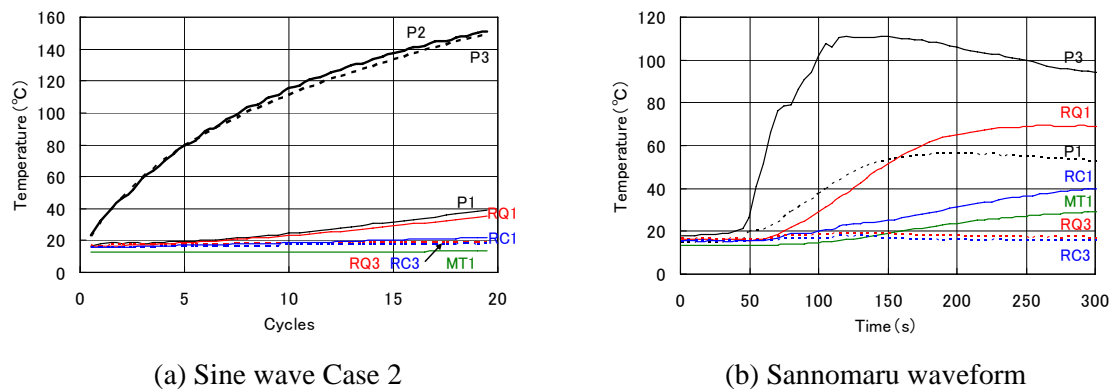 160
140
120
100
80
60
40
20
0
Temperature (℃)
P2
P3
P1
RQ1
RC1
RQ3 RC3 MT1
0 5 10 15 20
Cycles
(a) Sine wave Case 2
120
100
80
60
40
20
0
Temperature (℃)
P3
RQ1
P1
RC1
MT1
RQ3
RC3
0 50 100 150 200 250 300
Time (s)
(b) Sannomaru waveform